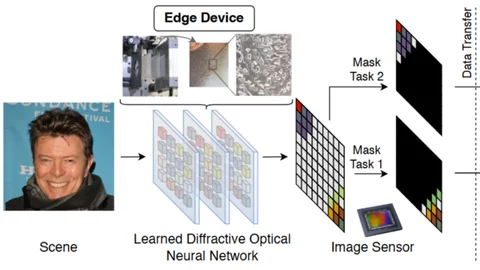 Edge Device
Mask
Task 2
Data Transfer
Mask
Task 1
Scene
Learned Diffractive Optical
Neural Network
Image Sensor